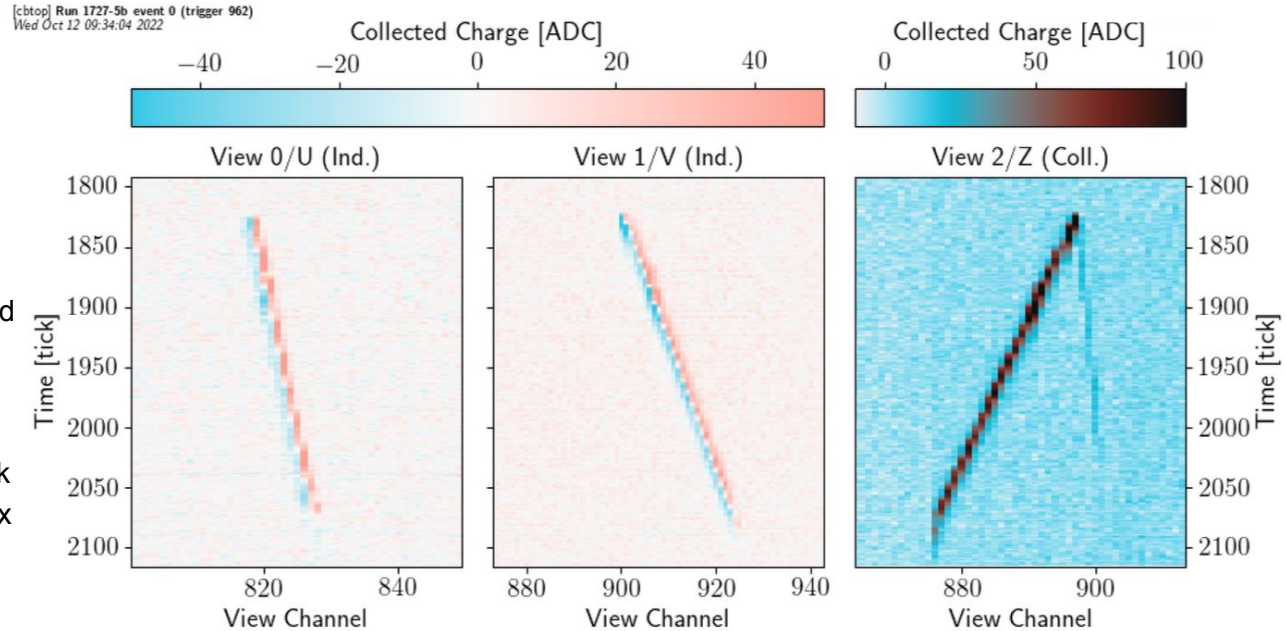 [cbtop] Run 1727-5b event 0 (trigger 962)
Wed Oct 12 09:34:04 2022
Collected Charge [ADC]
−40 −20 0 20 40
Collected Charge [ADC]
0 50 100
View 0/U (Ind.)
View 1/V (Ind.)
View 2/Z (Coll.)
Time [tick]
1800
1850
1900
1950
2000
2050
2100
820 840
View Channel
880 900 920 940
View Channel
880 900
View Channel
1800
1850
1900
1950
2000
2050
2100
Time [tick]
d
k
x